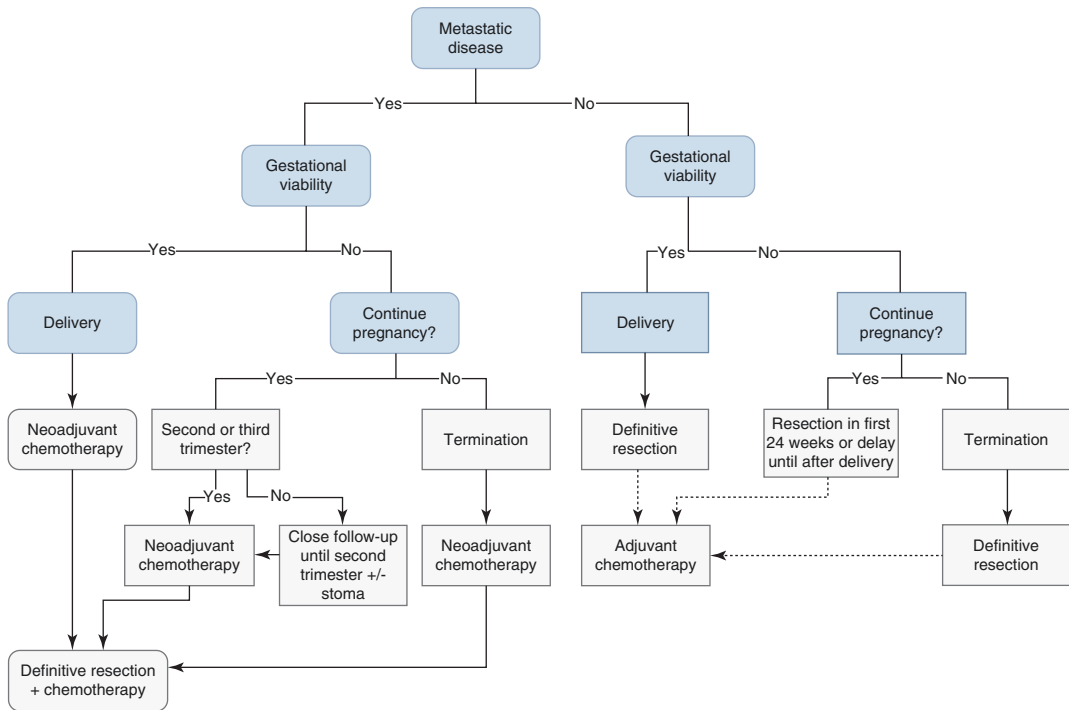 Metastatic
disease
Yes
No
Gestational
viability
Gestational
viability
Yes
No
Yes
No
Delivery
Continue
pregnancy?
Delivery
Continue
pregnancy?
Yes
No
Yes
No
Neoadjuvant
chemotherapy
Second or third
trimester?
Termination
Definitive
resection
Resection in first
24 weeks or delay
until after delivery
Termination
Yes
No
Neoadjuvant
chemotherapy
Close follow-up
until second
trimester +/-
stoma
Neoadjuvant
chemotherapy
Adjuvant
chemotherapy
Definitive
resection
Definitive resection
+ chemotherapy